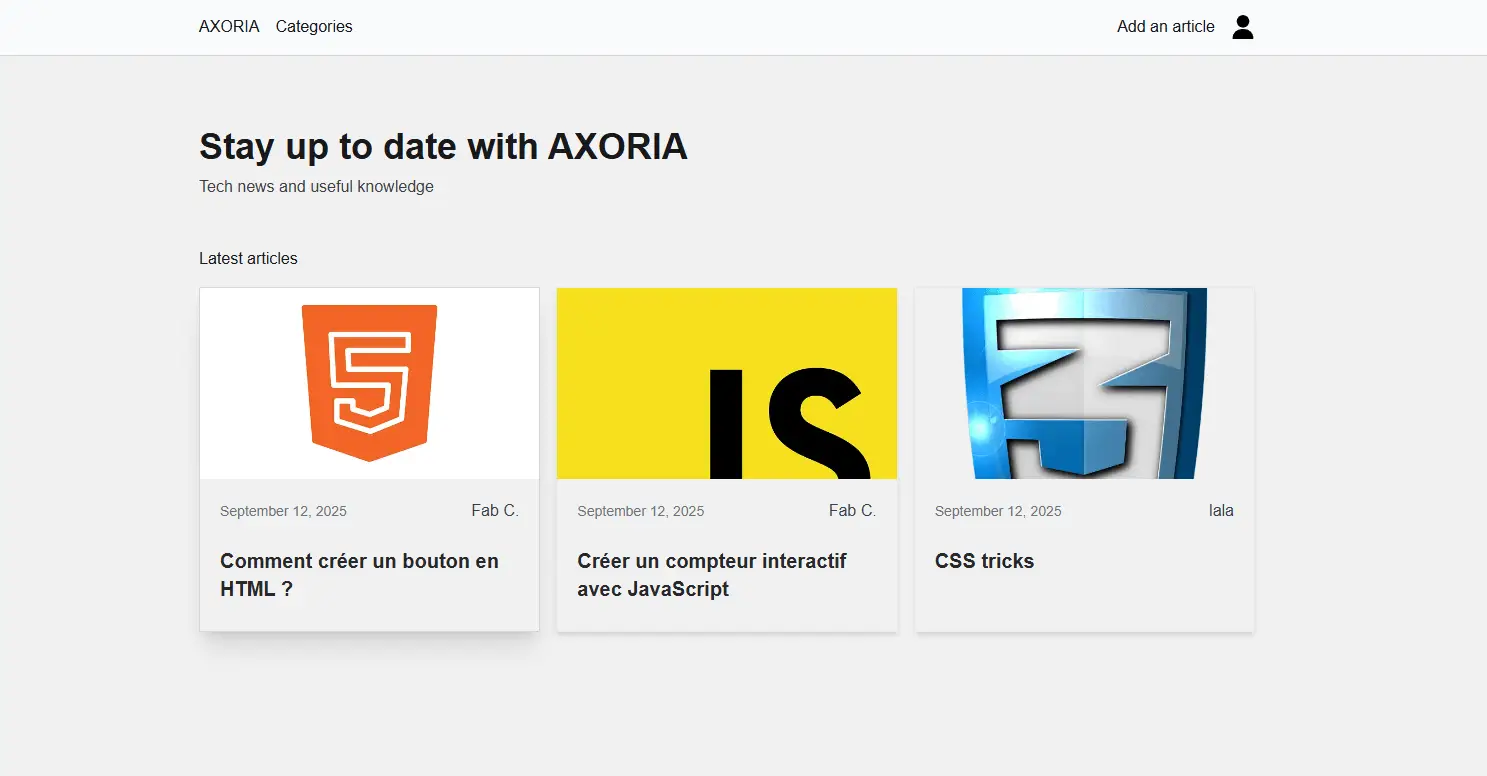 AXORIA Categories Add an article
Stay up to date with AXORIA
Tech news and useful knowledge
Latest articles
5
JS
3
September 12, 2025 Fab C.
Comment créer un bouton en
HTML ?
September 12, 2025 Fab C.
Créer un compteur interactif
avec JavaScript
September 12, 2025 lala
CSS tricks